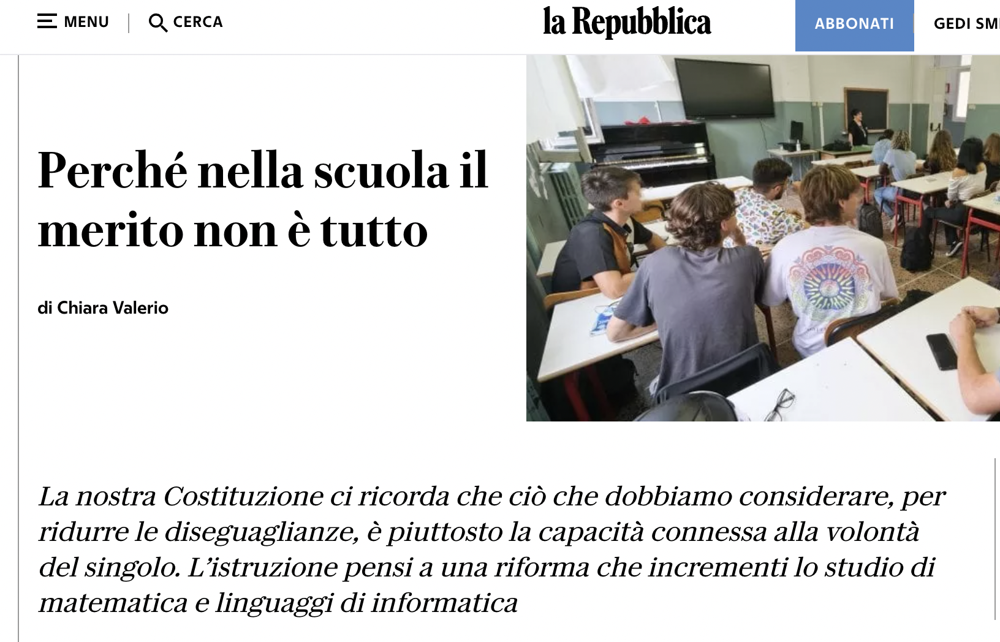 MENU
CERCA
la Repubblica
ABBONATI
GEDI SM
Perché nella scuola il
merito non è tutto
di Chiara Valerio
La nostra Costituzione ci ricorda che ciò che dobbiamo considerare, per
ridurre le diseguaglianze, è piuttosto la capacità connessa alla volontà
del singolo. L’istruzione pensi a una riforma che incrementi lo studio di
matematica e linguaggi di informatica